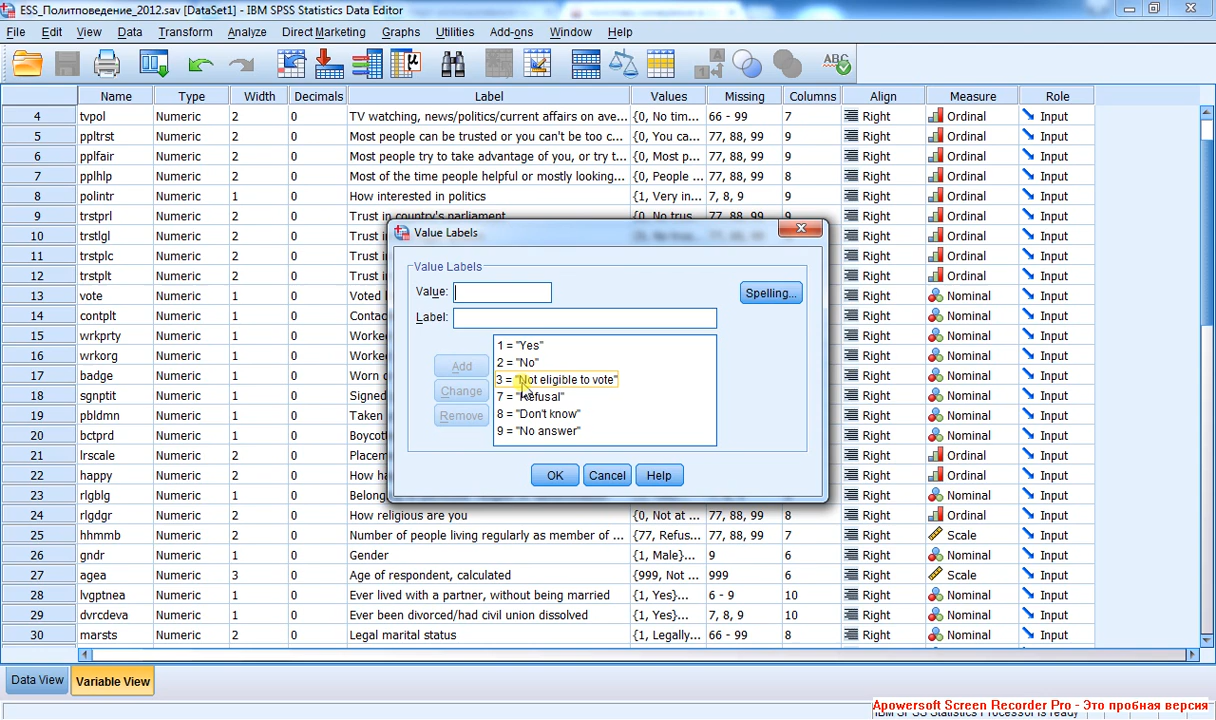 ESS_Политповедение_2012.sav [DataSet1] - IBM SPSS Statistics Data Editor
File Edit View Data Transform Analyze Direct Marketing Graphs Utilities Add-ons Window Help
Name Type Width Decimals Label Values Missing Columns Align Measure Role
4 tvpol Numeric 2 0 TV watching, news/politics/current affairs on ave... {0, No tim... 66 - 99 7 Right Ordinal Input
5 ppltrst Numeric 2 0 Most people can be trusted or you can't be too c... {0, You ca... 77, 88, 99 9 Right Ordinal Input
6 pplfair Numeric 2 0 Most people try to take advantage of you, or try t... {0, Most p... 77, 88, 99 9 Right Ordinal Input
7 pplhlp Numeric 2 0 Most of the time people helpful or mostly looking... {0, People ... 77, 88, 99 9 Right Ordinal Input
8 polintr Numeric 1 0 How interested in politics {1, Very in... 7, 8, 9 9 Right Ordinal Input
9 trstprl Numeric 2 0 Trust in country's parliament {0, No trus... 77, 88, 99 9 Right Ordinal Input
10 trstlgl Numeric 2 0 Trust in Right Ordinal Input
11 trstplc Numeric 2 0 Trust in Right Ordinal Input
12 trstplt Numeric 2 0 Trust in Right Ordinal Input
13 vote Numeric 1 0 Voted Right Nominal Input
14 contplt Numeric 1 0 Contac Right Nominal Input
15 wrkprty Numeric 1 0 Worked Right Nominal Input
16 wrkorg Numeric 1 0 Worked Right Nominal Input
17 badge Numeric 1 0 Worn Right Nominal Input
18 sgnptit Numeric 1 0 Signed Right Nominal Input
19 pbldmn Numeric 1 0 Taken Right Nominal Input
20 bctprd Numeric 1 0 Boycott Right Nominal Input
21 lrscale Numeric 2 0 Placem Right Ordinal Input
22 happy Numeric 2 0 How ha Right Ordinal Input
23 rlgblg Numeric 1 0 Right Nominal Input
24 rlgdgr Numeric 2 0 How religious are you {0, Not at ... 77, 88, 99 8 Right Ordinal Input
25 hhmmb Numeric 2 0 Number of people living regularly as member of ... {77, Refus... 77, 88, 99 7 Right Scale Input
26 gndr Numeric 1 0 Gender {1, Male}... 9 6 Right Nominal Input
27 agea Numeric 3 0 Age of respondent, calculated {999, Not ... 999 6 Right Scale Input
28 lvgptnea Numeric 1 0 Ever lived with a partner, without being married {1, Yes}... 6 - 9 10 Right Nominal Input
29 dvrcdeva Numeric 1 0 Ever been divorced/had civil union dissolved {1, Yes}... 7, 8, 9 10 Right Nominal Input
30 marsts Numeric 2 0 Legal marital status {1, Legally... 66 - 99 8 Right Nominal Input
Value Labels
Value Labels
Value:
Spelling...
Label:
1 = "Yes"
2 = "No"
3 = "Not eligible to vote"
7 = "Refusal"
8 = "Don't know"
9 = "No answer"
Add
Change
Remove
OK Cancel Help
Data View Variable View
IBM SPSS Statistics Processor is ready
Apowersoft Screen Recorder Pro - Это пробная версия